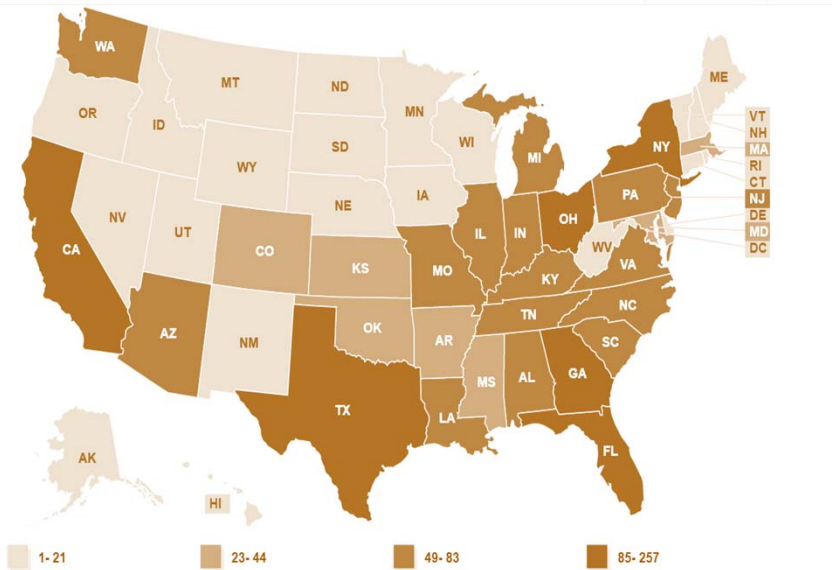 WA
MT
ND
MN
ME
OR
ID
SD
WI
VT
NH
MA
RI
CT
NJ
DE
MD
DC
WY
MI
NY
NV
UT
NE
IA
PA
CA
CO
KS
MO
IL
IN
OH
WV
VA
KY
AZ
NM
OK
AR
TN
NC
SC
MS
AL
GA
TX
LA
FL
AK
HI
1- 21
23- 44
49- 83
85- 257